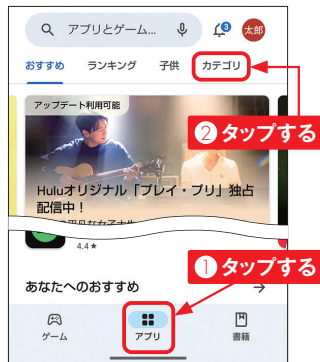 アプリとゲーム...
3
太郎
おすすめ
ランキング
子供
カテゴリ
アップデート利用可能
②タップする
Huluオリジナル「プレイ・プリ」独占
配信中！
4.4★
①タップする
あなたへのおすすめ
→
ゲーム
アプリ
書籍